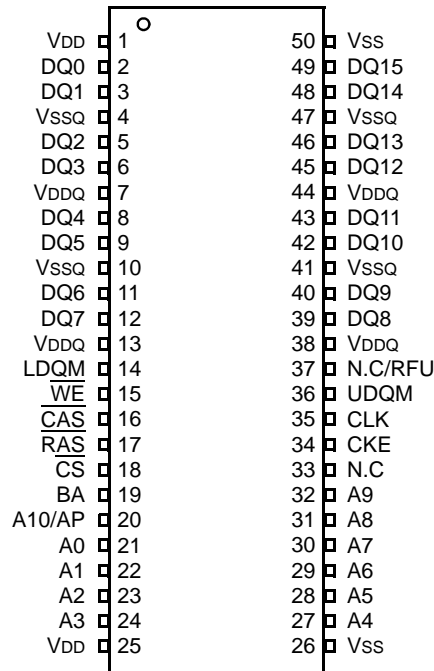 VDD 1 50 VSS
DQ0 2 49 DQ15
DQ1 3 48 DQ14
VSSQ 4 47 VSSQ
DQ2 5 46 DQ13
DQ3 6 45 DQ12
VDDQ 7 44 VDDQ
DQ4 8 43 DQ11
DQ5 9 42 DQ10
VSSQ 10 41 VSSQ
DQ6 11 40 DQ9
DQ7 12 39 DQ8
VDDQ 13 38 VDDQ
LDQM 14 37 N.C/RFU
W̅E̅ 15 36 UDQM
C̅A̅S̅ 16 35 CLK
R̅A̅S̅ 17 34 CKE
C̅S̅ 18 33 N.C
BA 19 32 A9
A10/AP 20 31 A8
A0 21 30 A7
A1 22 29 A6
A2 23 28 A5
A3 24 27 A4
VDD 25 26 VSS